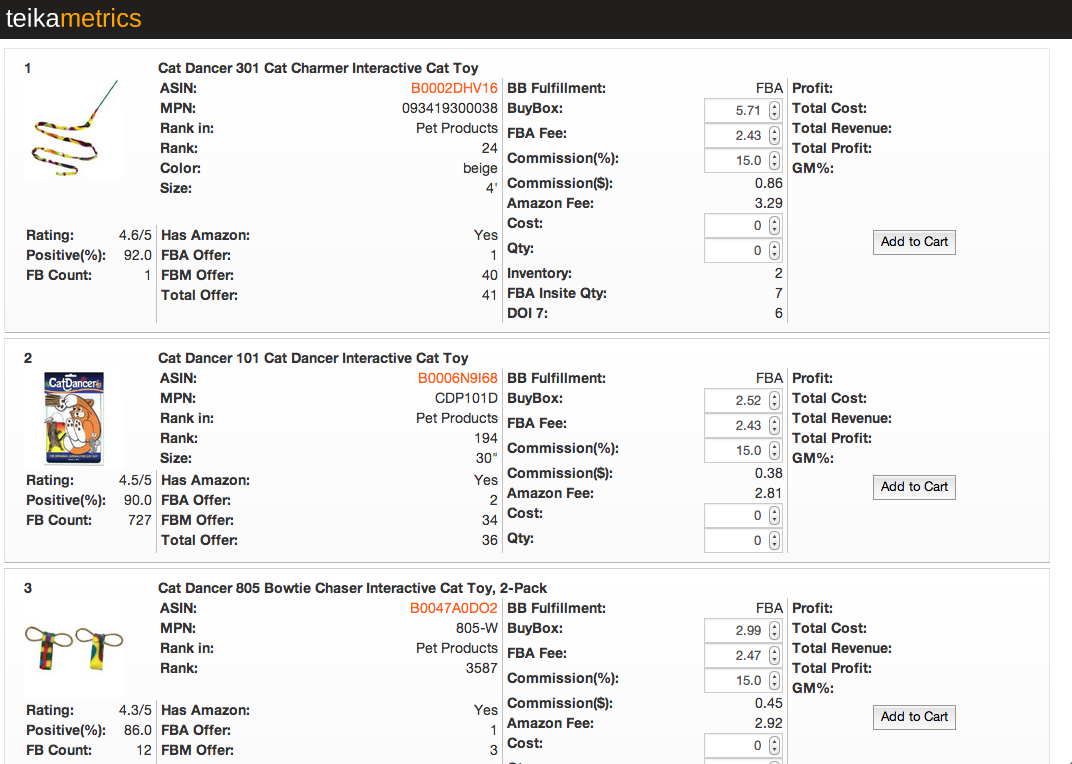 teikametrics
1
Cat Dancer 301 Cat Charmer Interactive Cat Toy
ASIN: B0002DHV16
MPN: 093419300038
Rank in: Pet Products
Rank: 24
Color: beige
Size: 4'
Rating: 4.6/5
Positive(%): 92.0
FB Count: 1
Has Amazon: Yes
FBA Offer: 1
FBM Offer: 40
Total Offer: 41
BB Fulfillment: FBA
BuyBox: 5.71
FBA Fee: 2.43
Commission(%): 15.0
Commission($): 0.86
Amazon Fee: 3.29
Cost: 0
Qty: 0
Inventory: 2
FBA Insite Qty: 7
DOI 7: 6
Profit:
Total Cost:
Total Revenue:
Total Profit:
GM%:
Add to Cart
2
Cat Dancer 101 Cat Dancer Interactive Cat Toy
CatDancer
ASIN: B0006N9I68
MPN: CDP101D
Rank in: Pet Products
Rank: 194
Size: 30"
Rating: 4.5/5
Positive(%): 90.0
FB Count: 727
Has Amazon: Yes
FBA Offer: 2
FBM Offer: 34
Total Offer: 36
BB Fulfillment: FBA
BuyBox: 2.52
FBA Fee: 2.43
Commission(%): 15.0
Commission($): 0.38
Amazon Fee: 2.81
Cost: 0
Qty: 0
Profit:
Total Cost:
Total Revenue:
Total Profit:
GM%:
Add to Cart
3
Cat Dancer 805 Bowtie Chaser Interactive Cat Toy, 2-Pack
ASIN: B0047A0DO2
MPN: 805-W
Rank in: Pet Products
Rank: 3587
Rating: 4.3/5
Positive(%): 86.0
FB Count: 12
Has Amazon: Yes
FBA Offer: 1
FBM Offer: 3
BB Fulfillment: FBA
BuyBox: 2.99
FBA Fee: 2.47
Commission(%): 15.0
Commission($): 0.45
Amazon Fee: 2.92
Cost: 0
Profit:
Total Cost:
Total Revenue:
Total Profit:
GM%:
Add to Cart